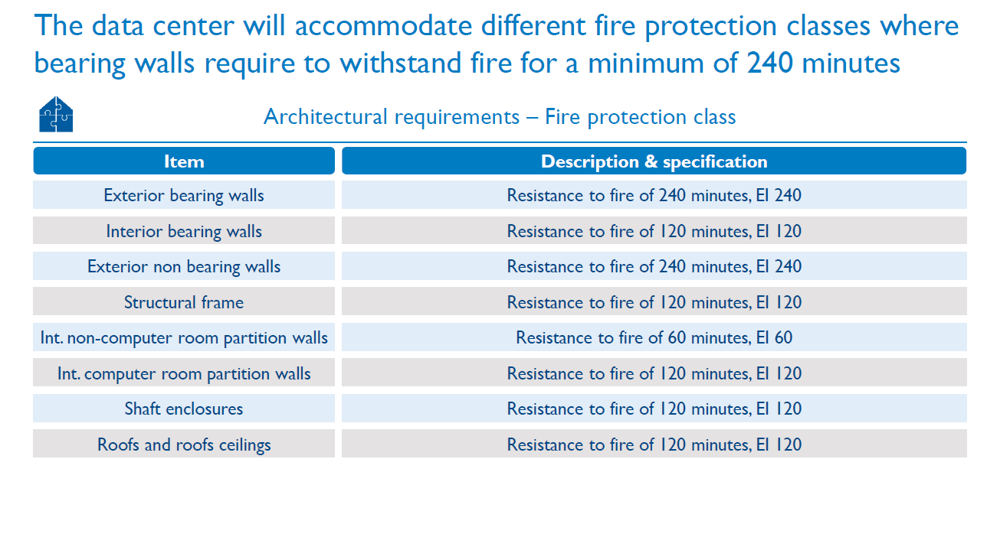 The data center will accommodate different fire protection classes where
bearing walls require to withstand fire for a minimum of 240 minutes
Architectural requirements – Fire protection class
Item Description & specification
Exterior bearing walls Resistance to fire of 240 minutes, EI 240
Interior bearing walls Resistance to fire of 120 minutes, EI 120
Exterior non bearing walls Resistance to fire of 240 minutes, EI 240
Structural frame Resistance to fire of 120 minutes, EI 120
Int. non-computer room partition walls Resistance to fire of 60 minutes, EI 60
Int. computer room partition walls Resistance to fire of 120 minutes, EI 120
Shaft enclosures Resistance to fire of 120 minutes, EI 120
Roofs and roofs ceilings Resistance to fire of 120 minutes, EI 120